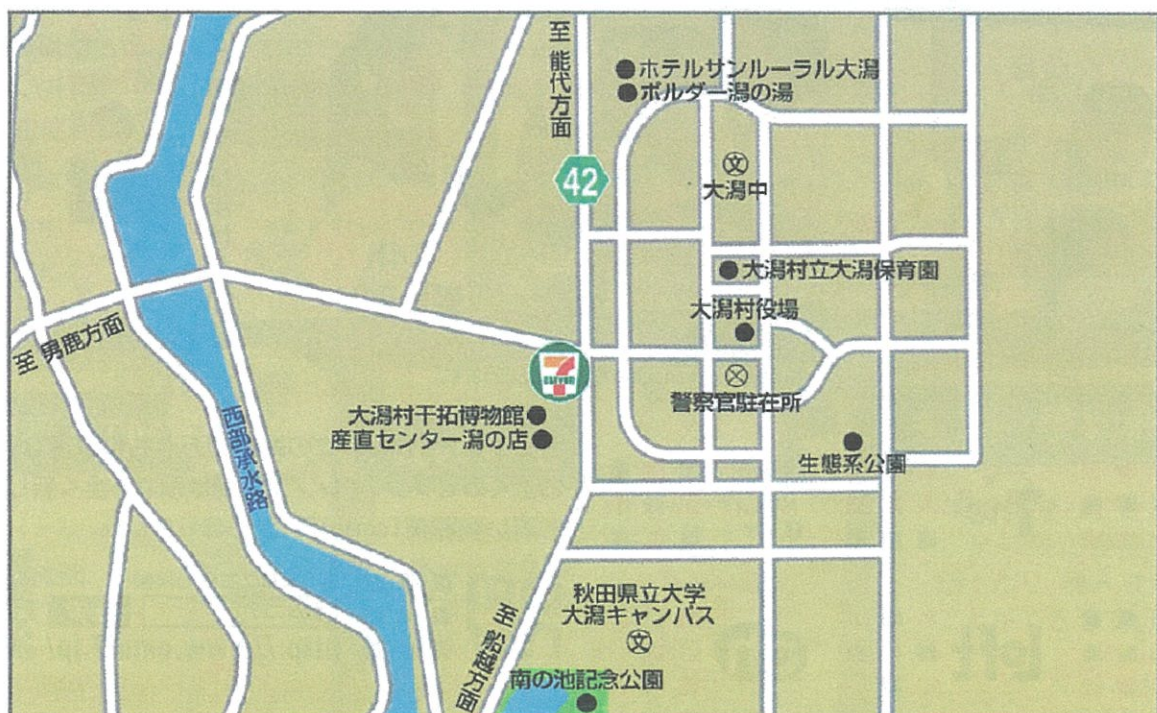 至 能代方面
ホテルサンルーラル大潟
ポルダー潟の湯
42
文
大潟中
大潟村立大潟保育園
大潟村役場
至 男鹿方面
7
ELEVEn
警察官駐在所
大潟村干拓博物館
産直センター潟の店
生態系公園
西部承水路
秋田県立大学
大潟キャンパス
文
至 船越方面
南の池記念公園